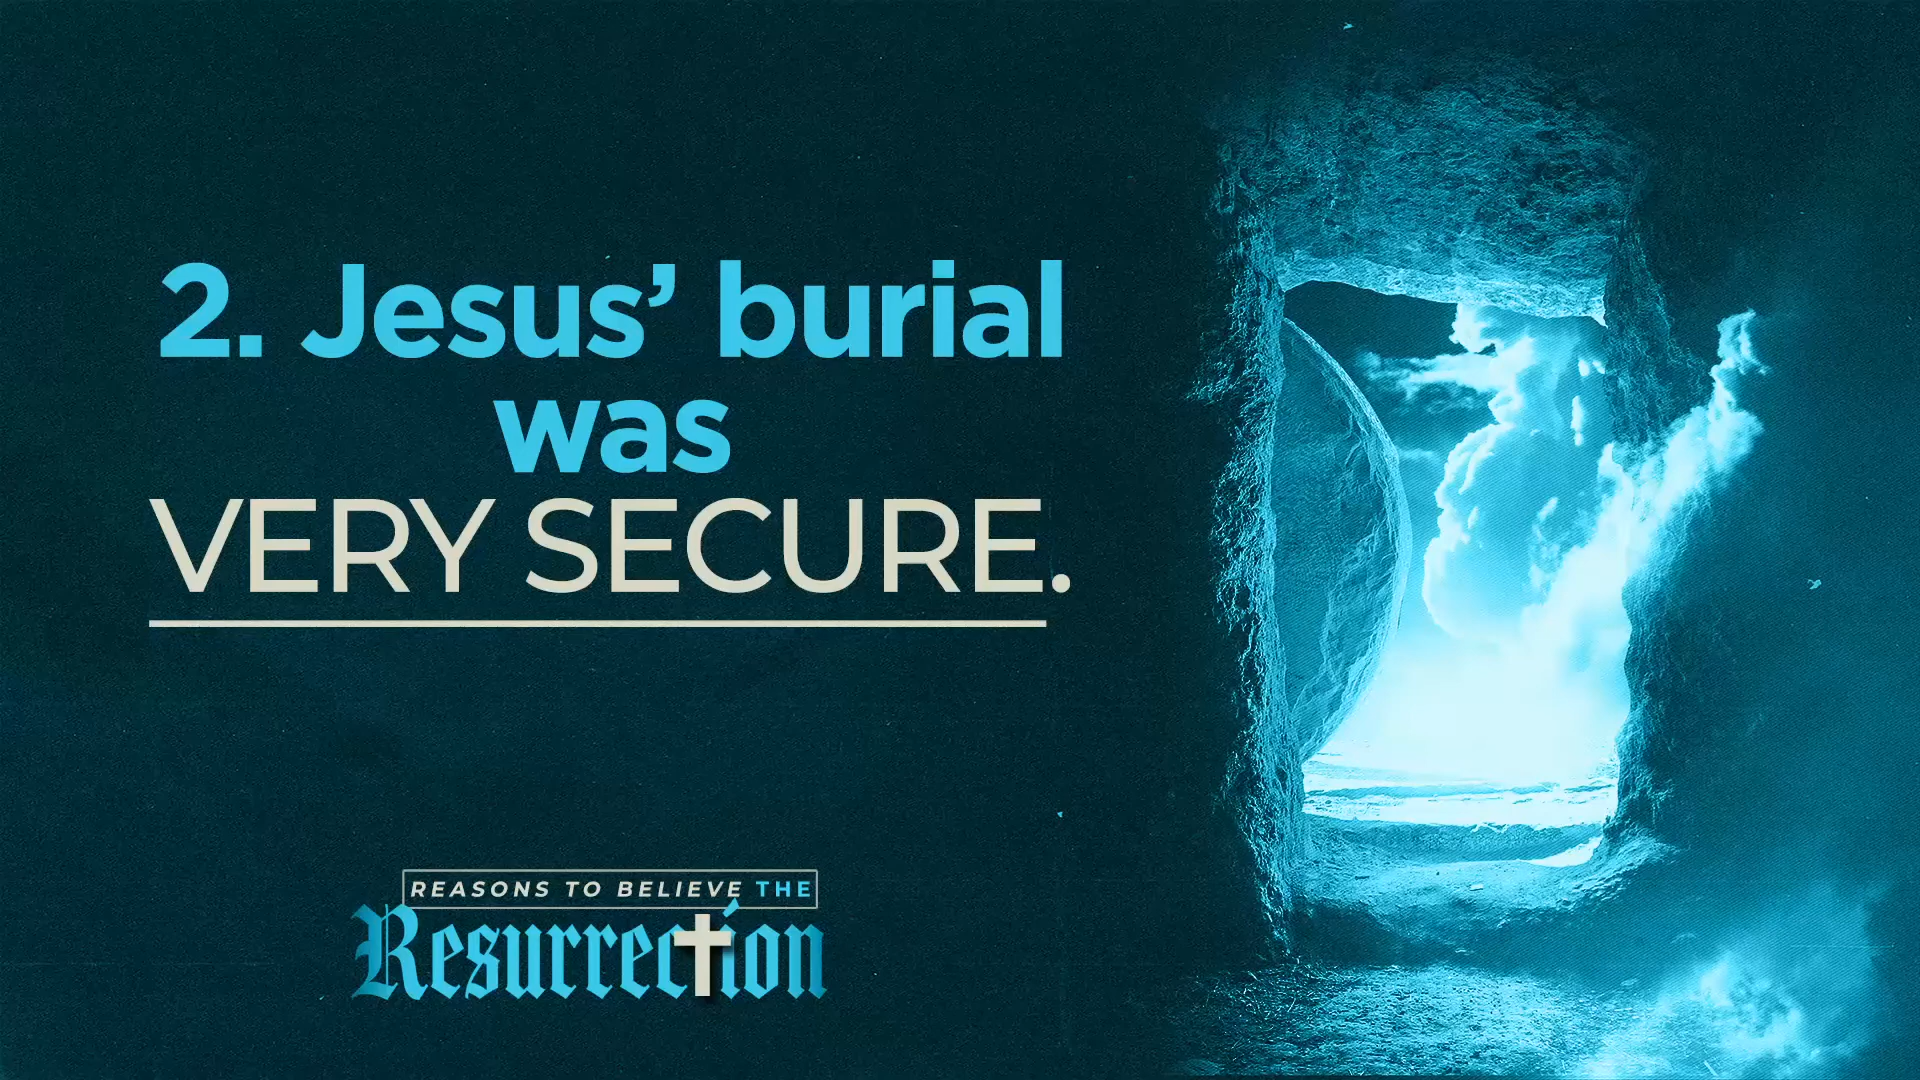 2. Jesus’ burial
was
VERY SECURE.
REASONS TO BELIEVE THE
Resurrection